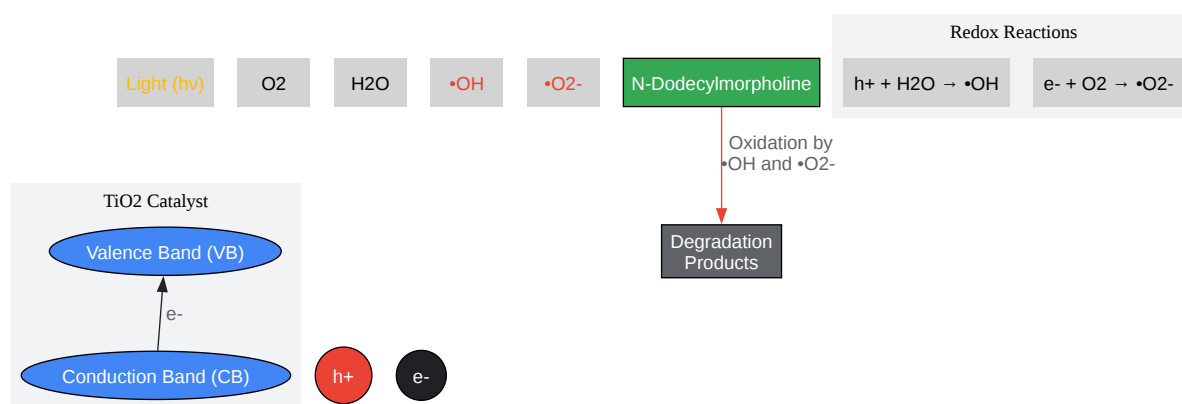 Redox Reactions
Light (hν)
O2
H2O
•OH
•O2-
N-Dodecylmorpholine
h+ + H2O → •OH
e- + O2 → •O2-
Oxidation by
•OH and •O2-
TiO2 Catalyst
Valence Band (VB)
Degradation
Products
e-
Conduction Band (CB)
h+
e-